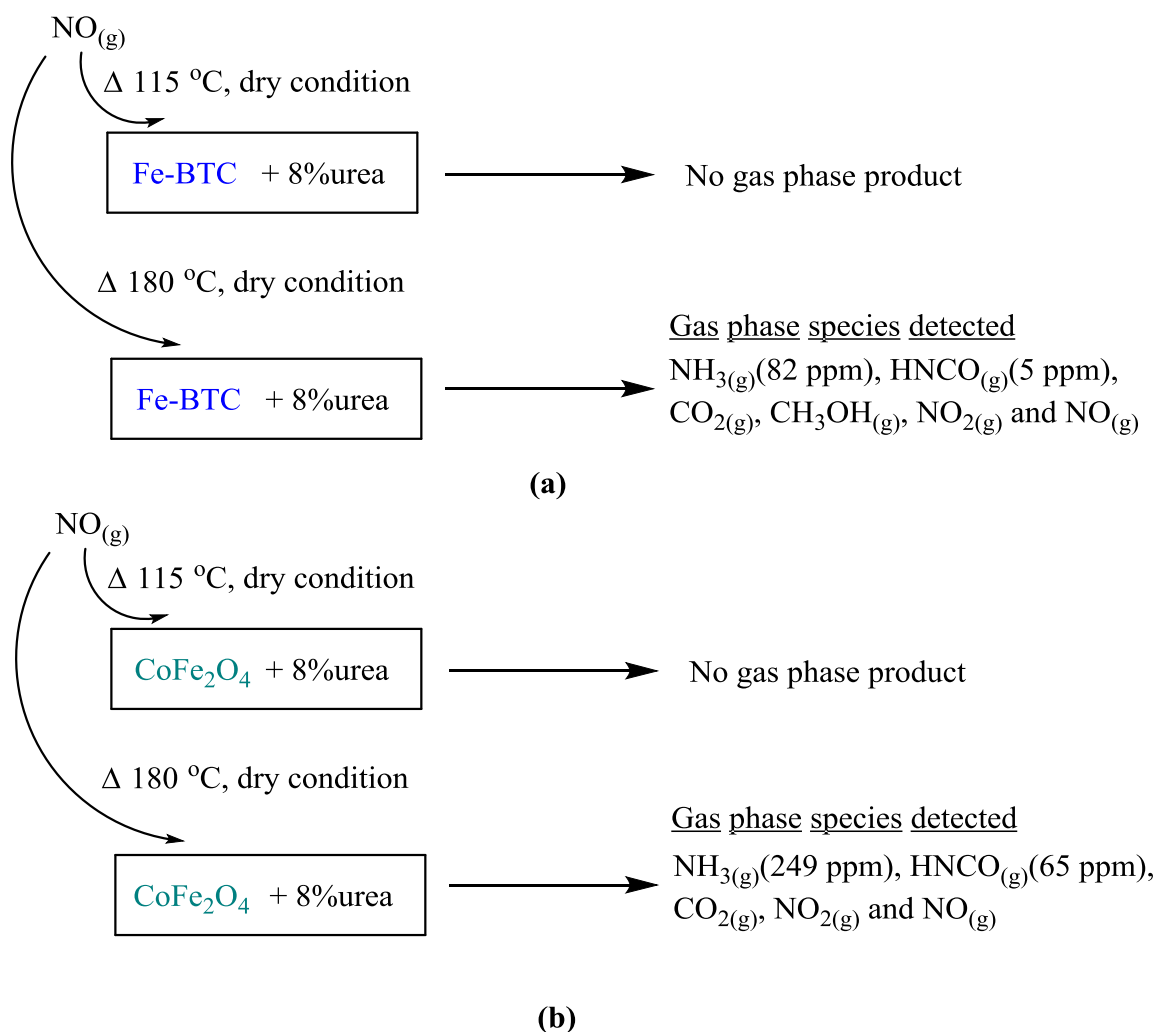 NO(g)
Δ 115 °C, dry condition
Fe-BTC + 8%urea
No gas phase product
Δ 180 °C, dry condition
Gas phase species detected
Fe-BTC + 8%urea
NH3(g)(82 ppm), HNCO(g)(5 ppm),
CO2(g), CH3OH(g), NO2(g) and NO(g)
(a)
NO(g)
Δ 115 °C, dry condition
CoFe2O4 + 8%urea
No gas phase product
Δ 180 °C, dry condition
Gas phase species detected
CoFe2O4 + 8%urea
NH3(g)(249 ppm), HNCO(g)(65 ppm),
CO2(g), NO2(g) and NO(g)
(b)